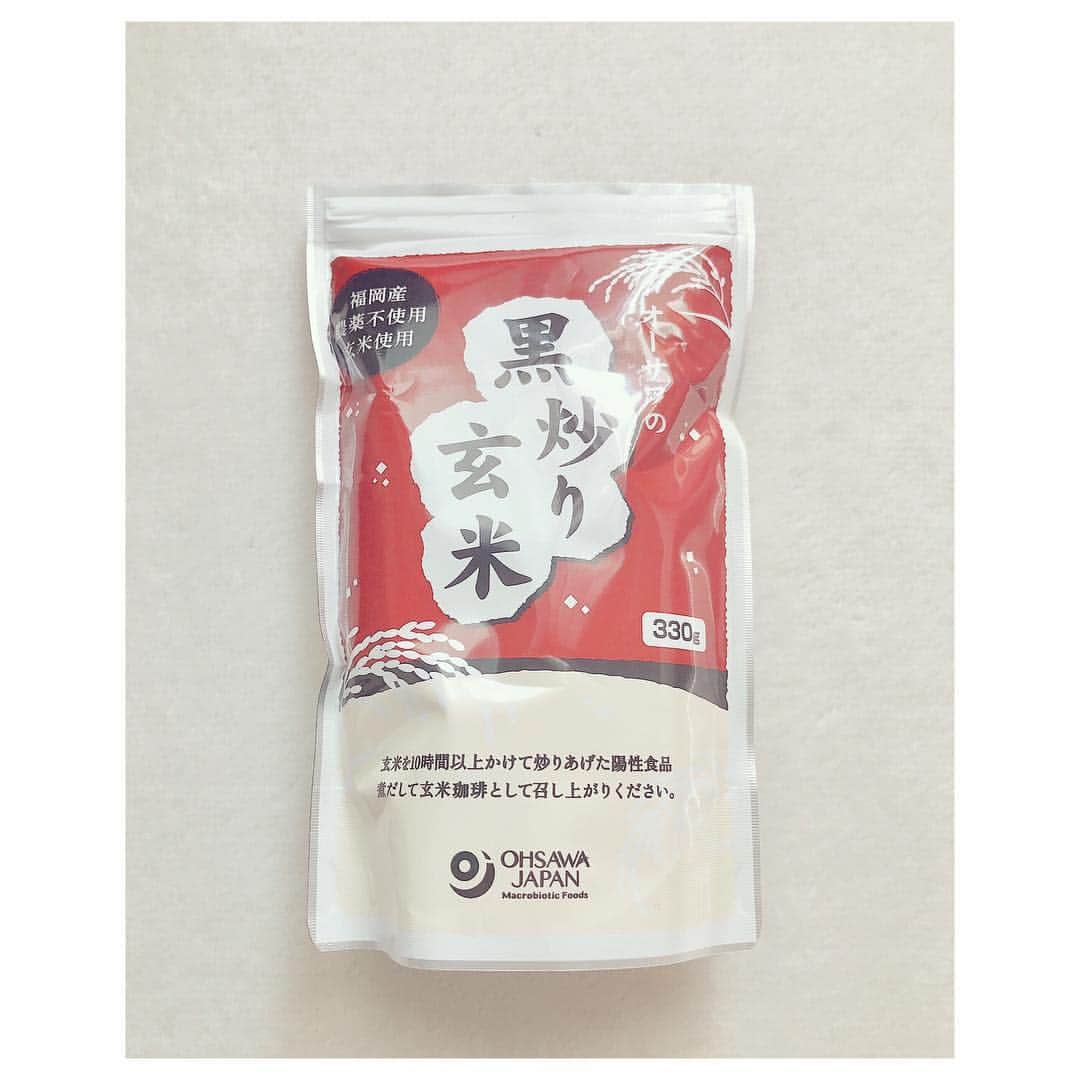 福岡産
農薬不使用
玄米使用
オーサワの
黒炒り
玄米
330g
玄米を10時間以上かけて炒りあげた陽性食品
煮だして玄米珈琲として召し上がりください。
OHSAWA
JAPAN
Macrobiotic Foods